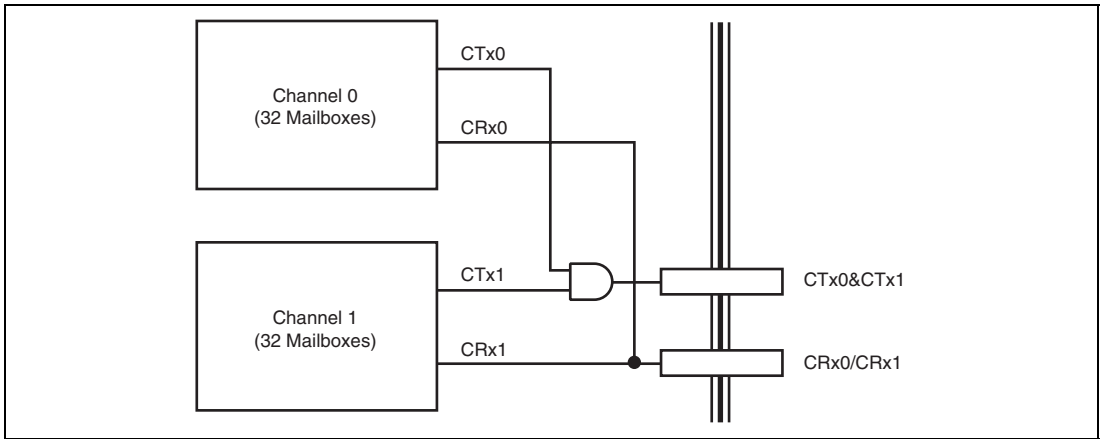 CTx0
Channel 0
(32 Mailboxes)
CRx0
CTx1
CTx0&CTx1
Channel 1
(32 Mailboxes)
CRx1
CRx0/CRx1